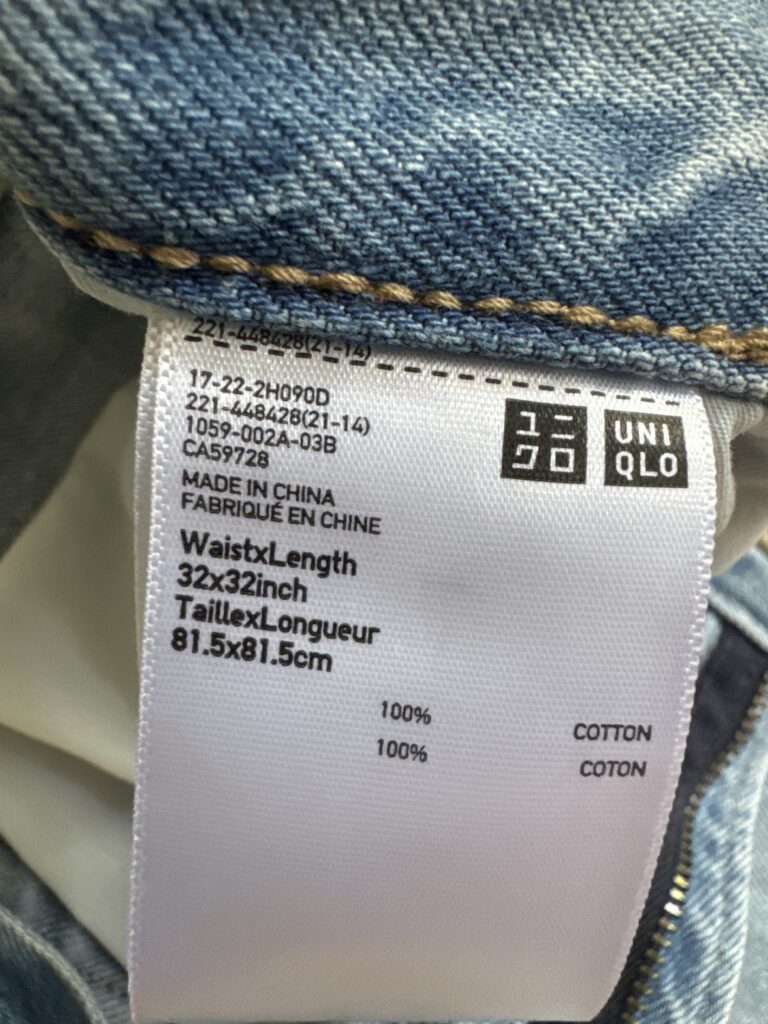 221-448428(21-14)
17-22-2H090D
221-448428(21-14)
1059-002A-03B
CA59728
ユニ
クロ
UNI
QLO
MADE IN CHINA
FABRIQUÉ EN CHINE
WaistxLength
32x32inch
TaillexLongueur
81.5x81.5cm
100% COTTON
100% COTON